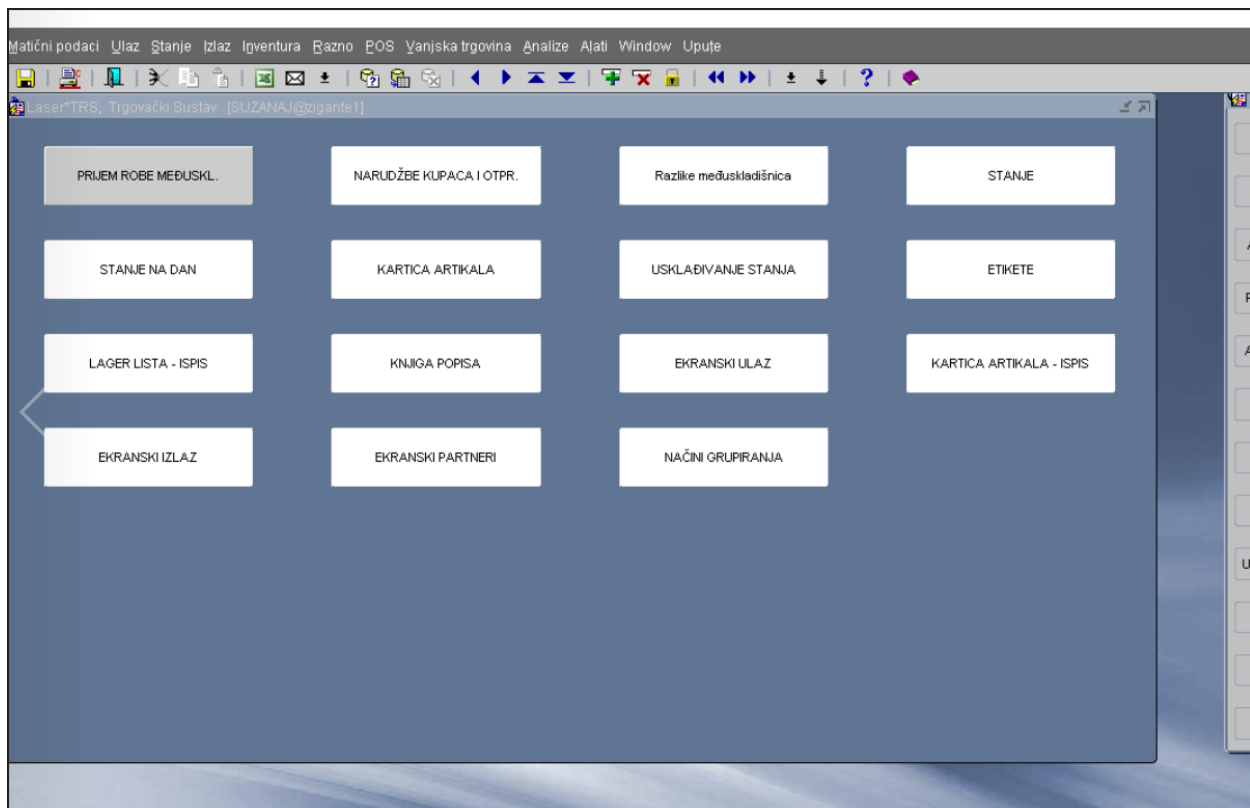 Matični podaci Ulaz Stanje Izlaz Inventura Razno POS Vanjska trgovina Analize Alati Window Upute
Laser*TRS, Trgovački Sustav [SUZANAJ@zigante1]
PRIJEM ROBE MEĐUSKL. NARUDŽBE KUPACA I OTPR. Razlike međuskladišnica STANJE
STANJE NA DAN KARTICA ARTIKALA USKLAĐIVANJE STANJA ETIKETE
LAGER LISTA - ISPIS KNJIGA POPISA EKRANSKI ULAZ KARTICA ARTIKALA - ISPIS
EKRANSKI IZLAZ EKRANSKI PARTNERI NAČINI GRUPIRANJA